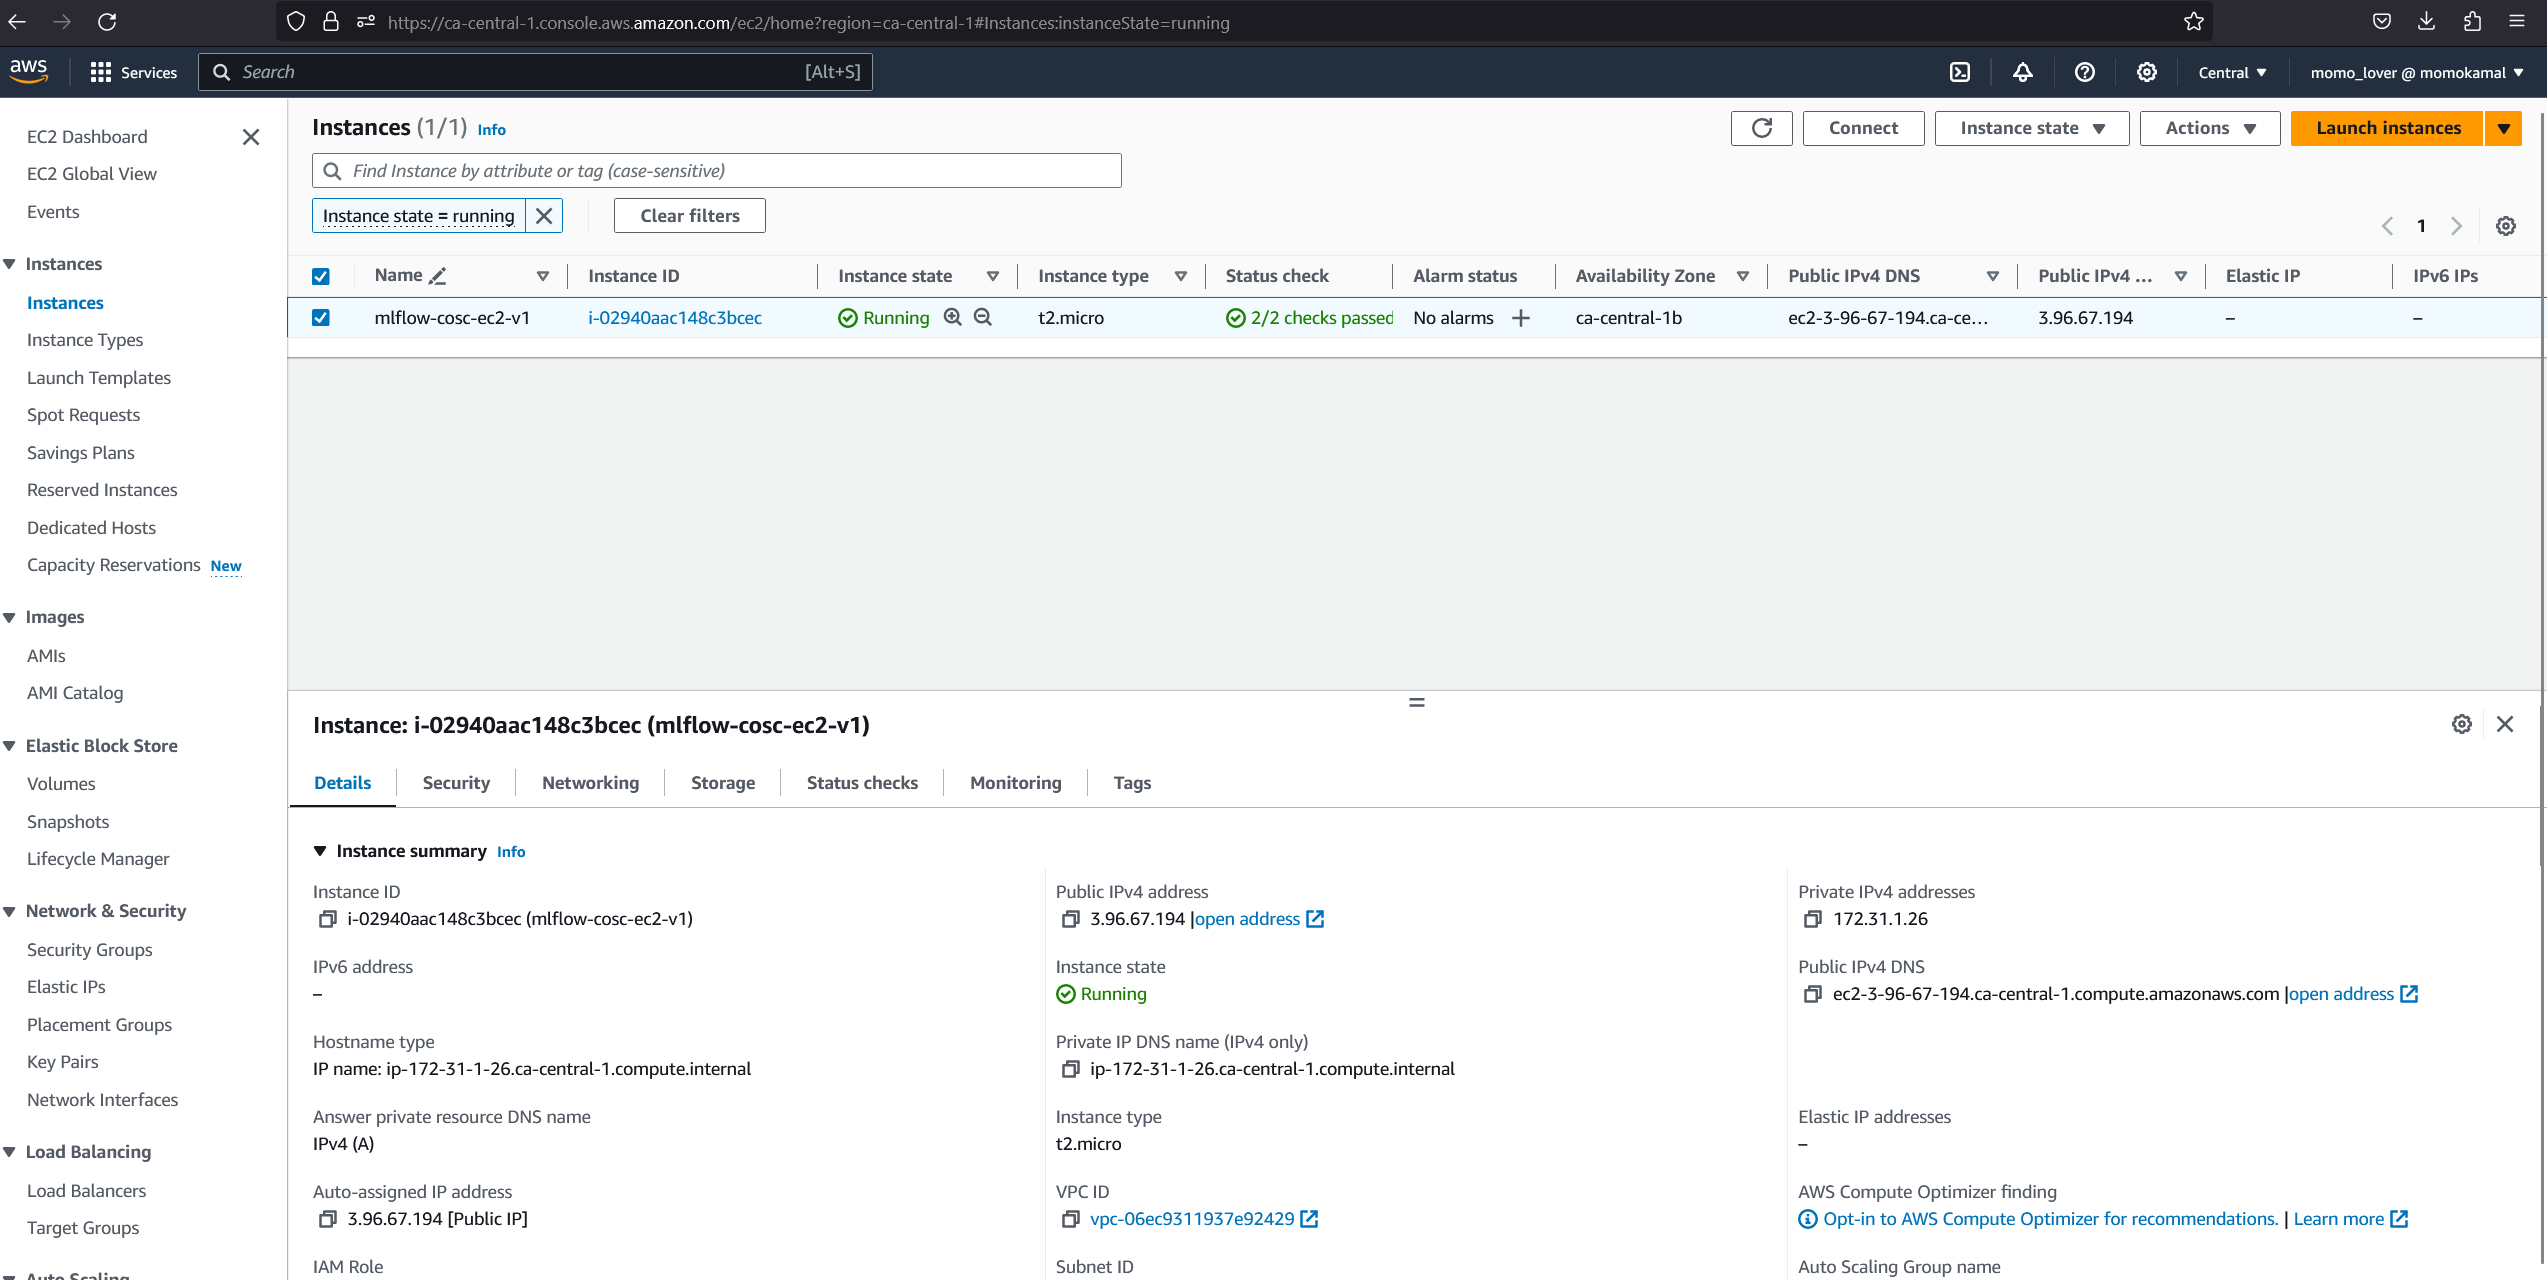 https://ca-central-1.console.aws.amazon.com/ec2/home?region=ca-central-1#Instances:instanceState=running
aws Services Search [Alt+S] Central momo_lover @ momokamal
EC2 Dashboard
EC2 Global View
Events
Instances
Instances
Instance Types
Launch Templates
Spot Requests
Savings Plans
Reserved Instances
Dedicated Hosts
Capacity Reservations New
Images
AMIs
AMI Catalog
Elastic Block Store
Volumes
Snapshots
Lifecycle Manager
Network & Security
Security Groups
Elastic IPs
Placement Groups
Key Pairs
Network Interfaces
Load Balancing
Load Balancers
Target Groups
Auto Scaling
Instances (1/1) Info Connect Instance state Actions Launch instances
Find Instance by attribute or tag (case-sensitive)
Instance state = running Clear filters
1
Name Instance ID Instance state Instance type Status check Alarm status Availability Zone Public IPv4 DNS Public IPv4 ... Elastic IP IPv6 IPs
mlflow-cosc-ec2-v1 i-02940aac148c3bcec Running t2.micro 2/2 checks passed No alarms ca-central-1b ec2-3-96-67-194.ca-ce... 3.96.67.194 – –
Instance: i-02940aac148c3bcec (mlflow-cosc-ec2-v1)
Details Security Networking Storage Status checks Monitoring Tags
Instance summary Info
Instance ID
i-02940aac148c3bcec (mlflow-cosc-ec2-v1)
Public IPv4 address
3.96.67.194 |open address
Private IPv4 addresses
172.31.1.26
IPv6 address
–
Instance state
Running
Public IPv4 DNS
ec2-3-96-67-194.ca-central-1.compute.amazonaws.com |open address
Hostname type
IP name: ip-172-31-1-26.ca-central-1.compute.internal
Private IP DNS name (IPv4 only)
ip-172-31-1-26.ca-central-1.compute.internal
Answer private resource DNS name
IPv4 (A)
Instance type
t2.micro
Elastic IP addresses
–
Auto-assigned IP address
3.96.67.194 [Public IP]
VPC ID
vpc-06ec9311937e92429
AWS Compute Optimizer finding
Opt-in to AWS Compute Optimizer for recommendations. | Learn more
IAM Role
Subnet ID
Auto Scaling Group name